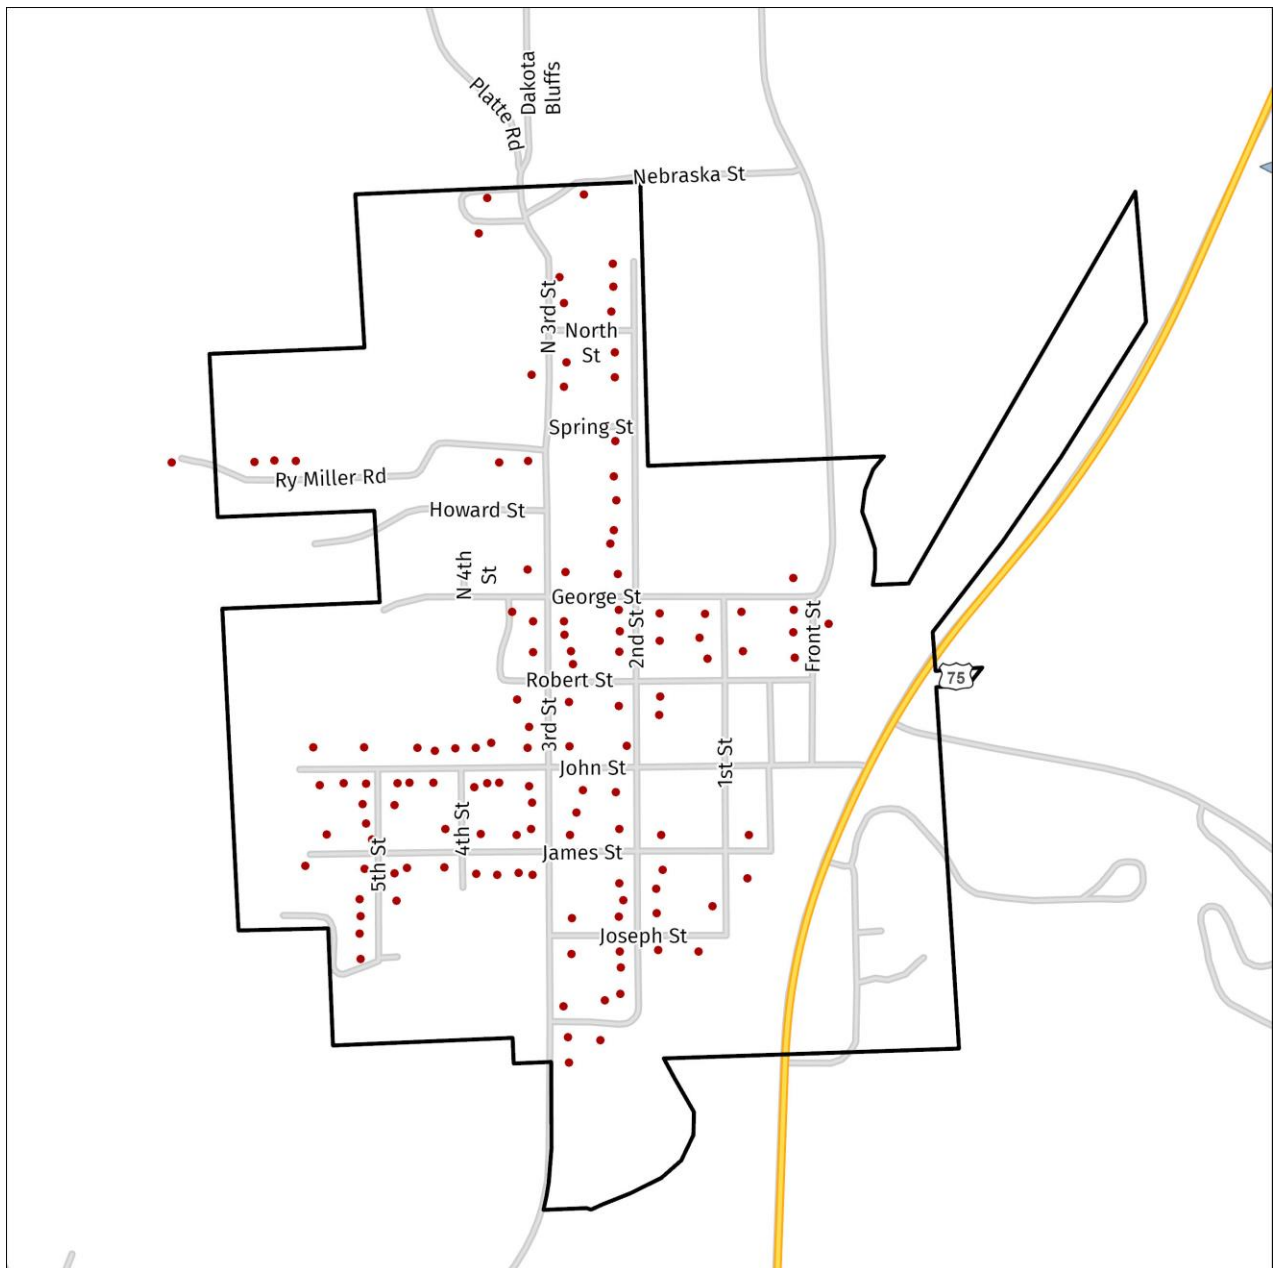 Platte Rd
Dakota
Bluffs
Nebraska St
N 3rd St
North
St
Spring St
Ry Miller Rd
Howard St
N 4th
St
George St
2nd St
Front St
Robert St
75
3rd St
1st St
John St
4th St
5th St
James St
Joseph St